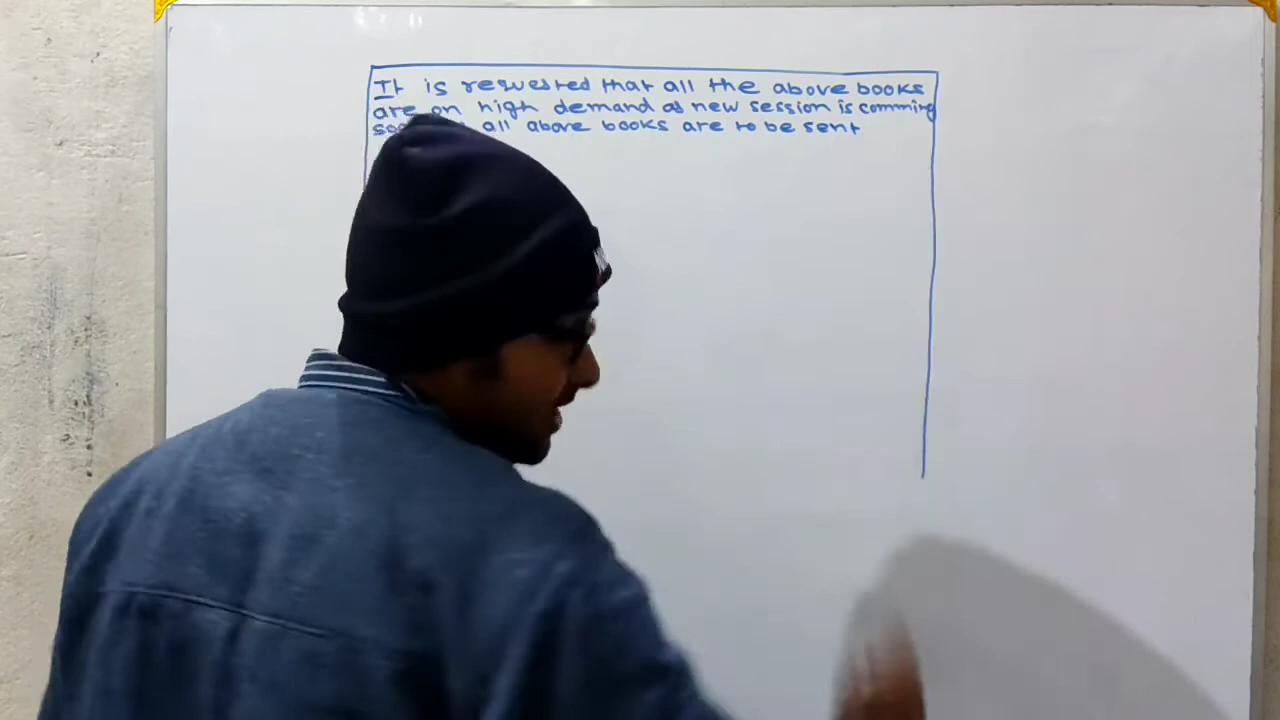 It is requested that all the above books
are on high demand as new session is comming
all above books are to be sent